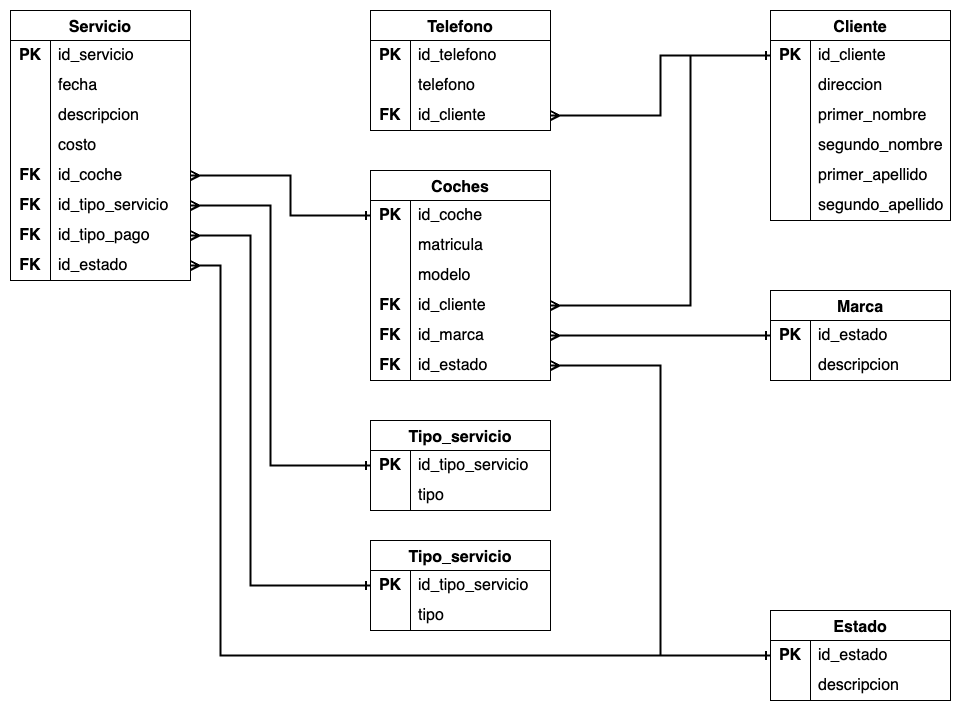 Servicio
PK id_servicio
fecha
descripcion
costo
FK id_coche
FK id_tipo_servicio
FK id_tipo_pago
FK id_estado
Telefono
PK id_telefono
telefono
FK id_cliente
Coches
PK id_coche
matricula
modelo
FK id_cliente
FK id_marca
FK id_estado
Tipo_servicio
PK id_tipo_servicio
tipo
Tipo_servicio
PK id_tipo_servicio
tipo
Cliente
PK id_cliente
direccion
primer_nombre
segundo_nombre
primer_apellido
segundo_apellido
Marca
PK id_estado
descripcion
Estado
PK id_estado
descripcion